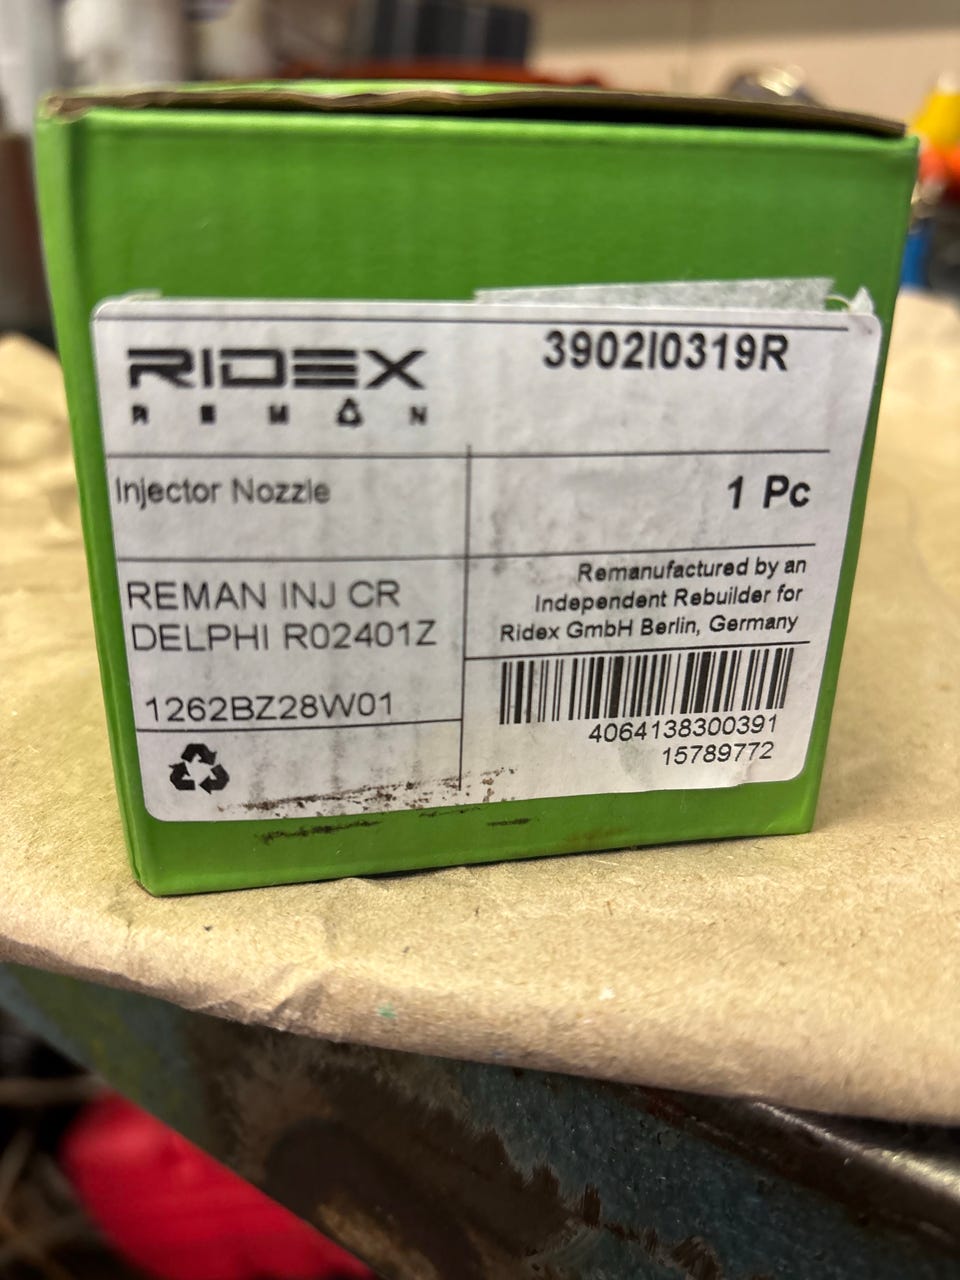 RIDEX
REMAN
3902I0319R
Injector Nozzle
1 Pc
REMAN INJ CR
DELPHI R02401Z
1262BZ28W01
Remanufactured by an
Independent Rebuilder for
Ridex GmbH Berlin, Germany
4064138300391
15789772